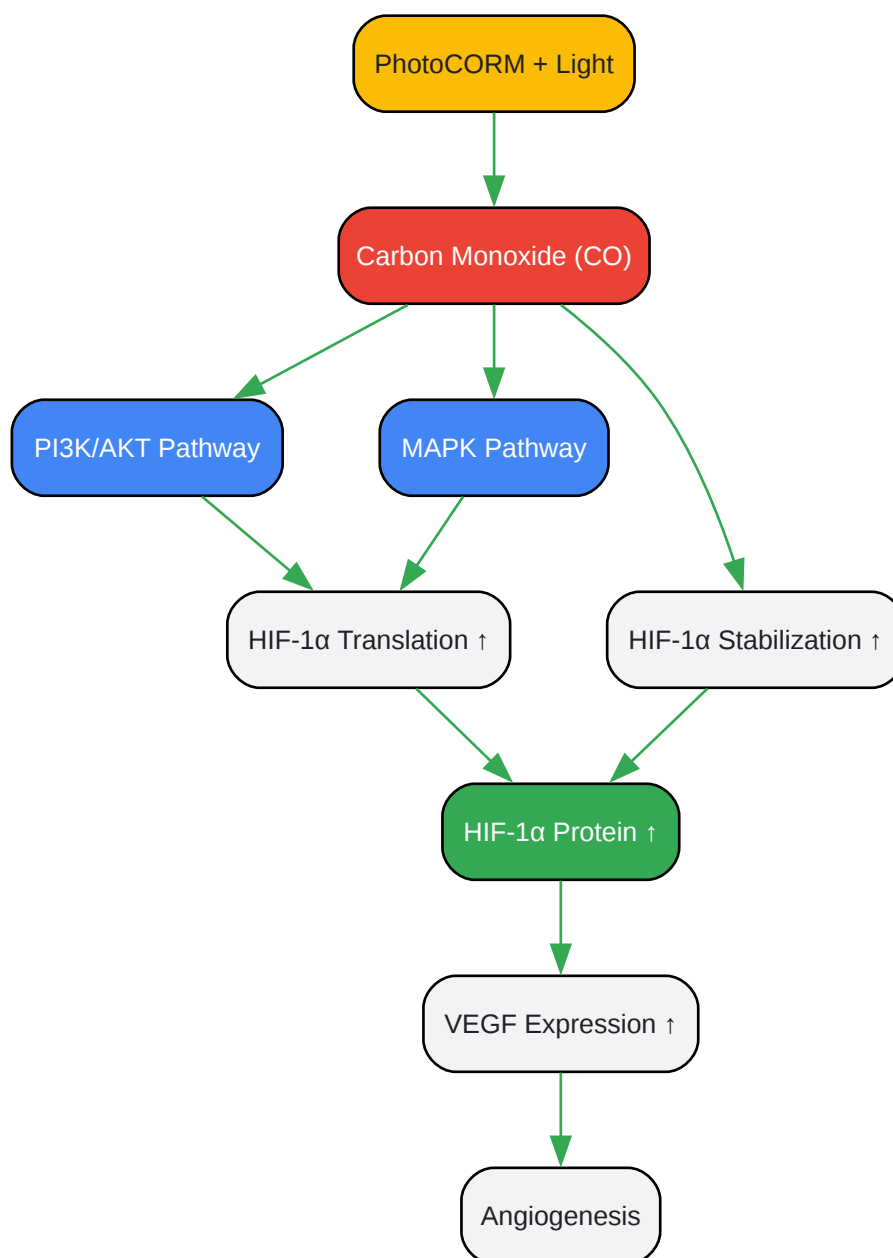 PhotoCORM + Light
Carbon Monoxide (CO)
PI3K/AKT Pathway
MAPK Pathway
HIF-1α Translation ↑
HIF-1α Stabilization ↑
HIF-1α Protein ↑
VEGF Expression ↑
Angiogenesis